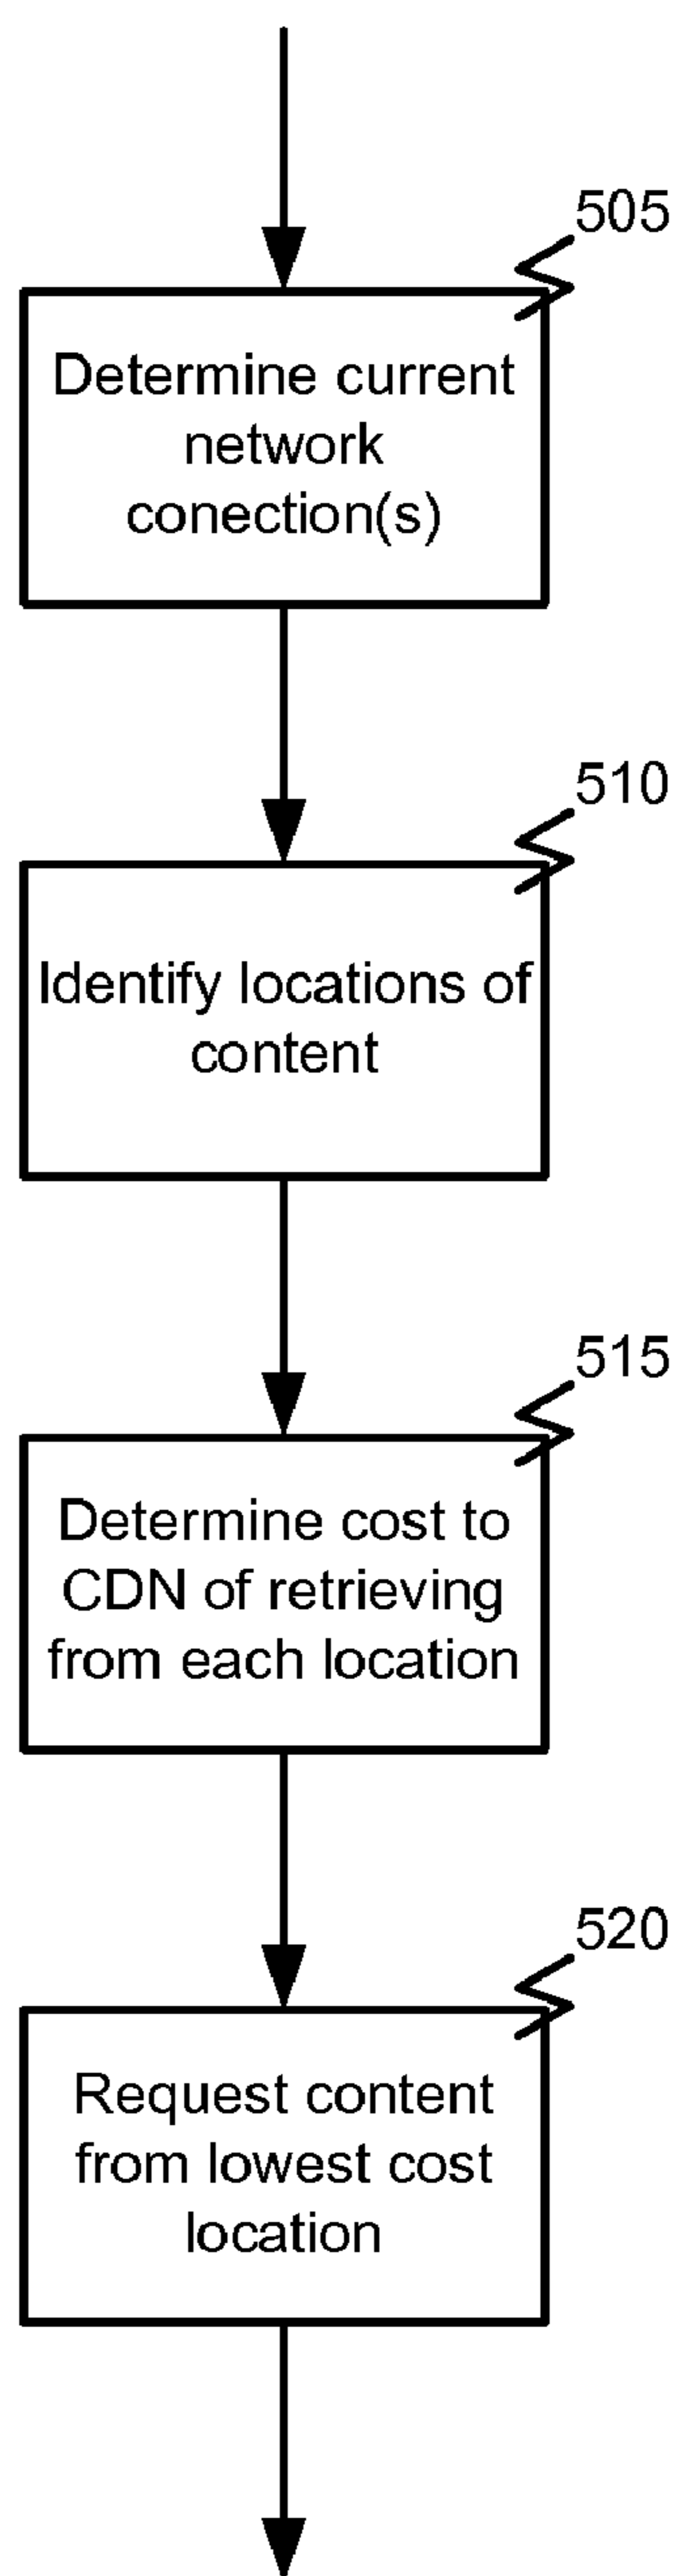 505
Determine current
network
conection(s)
510
Identify locations of
content
515
Determine cost to
CDN of retrieving
from each location
520
Request content
from lowest cost
location